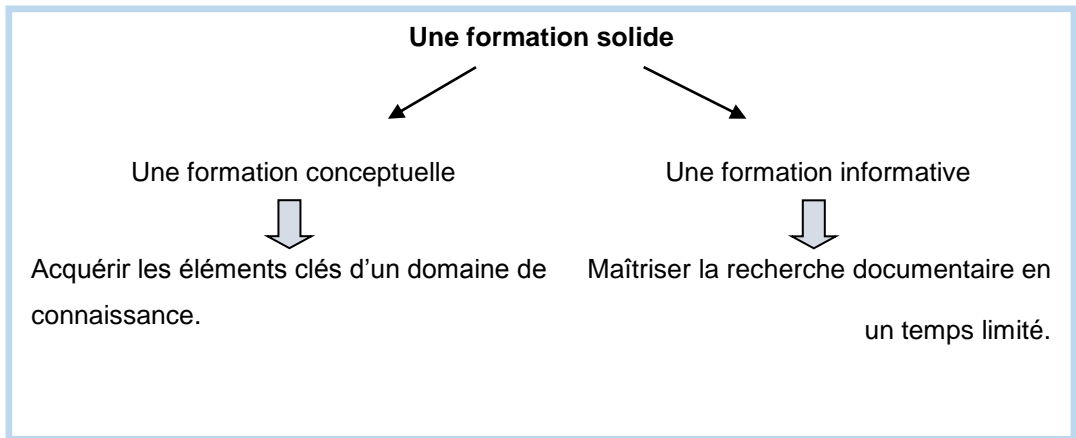 Une formation solide
Une formation conceptuelle
Une formation informative
Acquérir les éléments clés d'un domaine de
connaissance.
Maîtriser la recherche documentaire en
un temps limité.